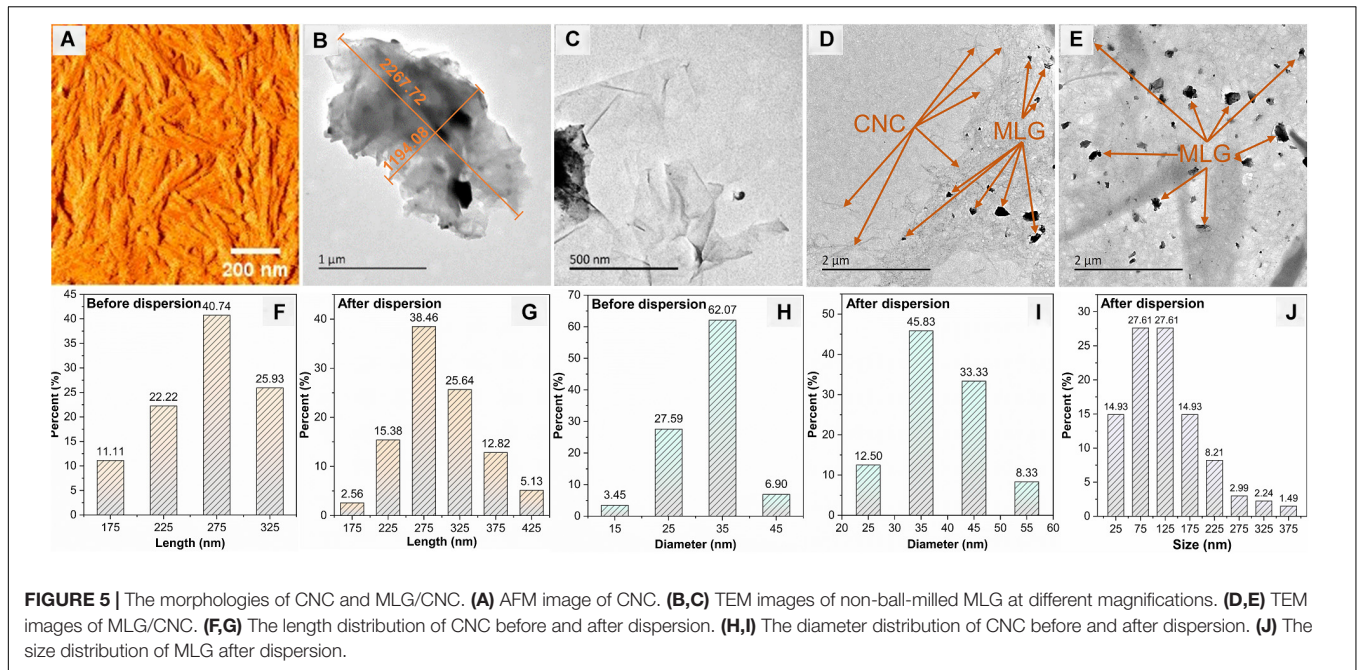 A
200 nm
B
2267.72
1194.08
1 µm
C
500 nm
D
CNC
MLG
2 µm
E
MLG
2 µm
Before dispersion
F
45
40
35
30
25
20
15
10
5
0
Percent (%)
11.11
22.22
40.74
25.93
175 225 275 325
Length (nm)
After dispersion
G
40
30
20
10
0
Percent (%)
2.56
15.38
38.46
25.64
12.82
5.13
175 225 275 325 375 425
Length (nm)
Before dispersion
H
70
60
50
40
30
20
10
0
Percent (%)
3.45
27.59
62.07
6.90
15 25 35 45
Diameter (nm)
After dispersion
I
50
40
30
20
10
0
Percent (%)
12.50
45.83
33.33
8.33
20 25 30 35 40 45 50 55 60
Diameter (nm)
After dispersion
J
30
25
20
15
10
5
0
Percent (%)
14.93
27.61
27.61
14.93
8.21
2.99
2.24
1.49
25 75 125 175 225 275 325 375
Size (nm)
FIGURE 5 | The morphologies of CNC and MLG/CNC. (A) AFM image of CNC. (B,C) TEM images of non-ball-milled MLG at different magnifications. (D,E) TEM
images of MLG/CNC. (F,G) The length distribution of CNC before and after dispersion. (H,I) The diameter distribution of CNC before and after dispersion. (J) The
size distribution of MLG after dispersion.